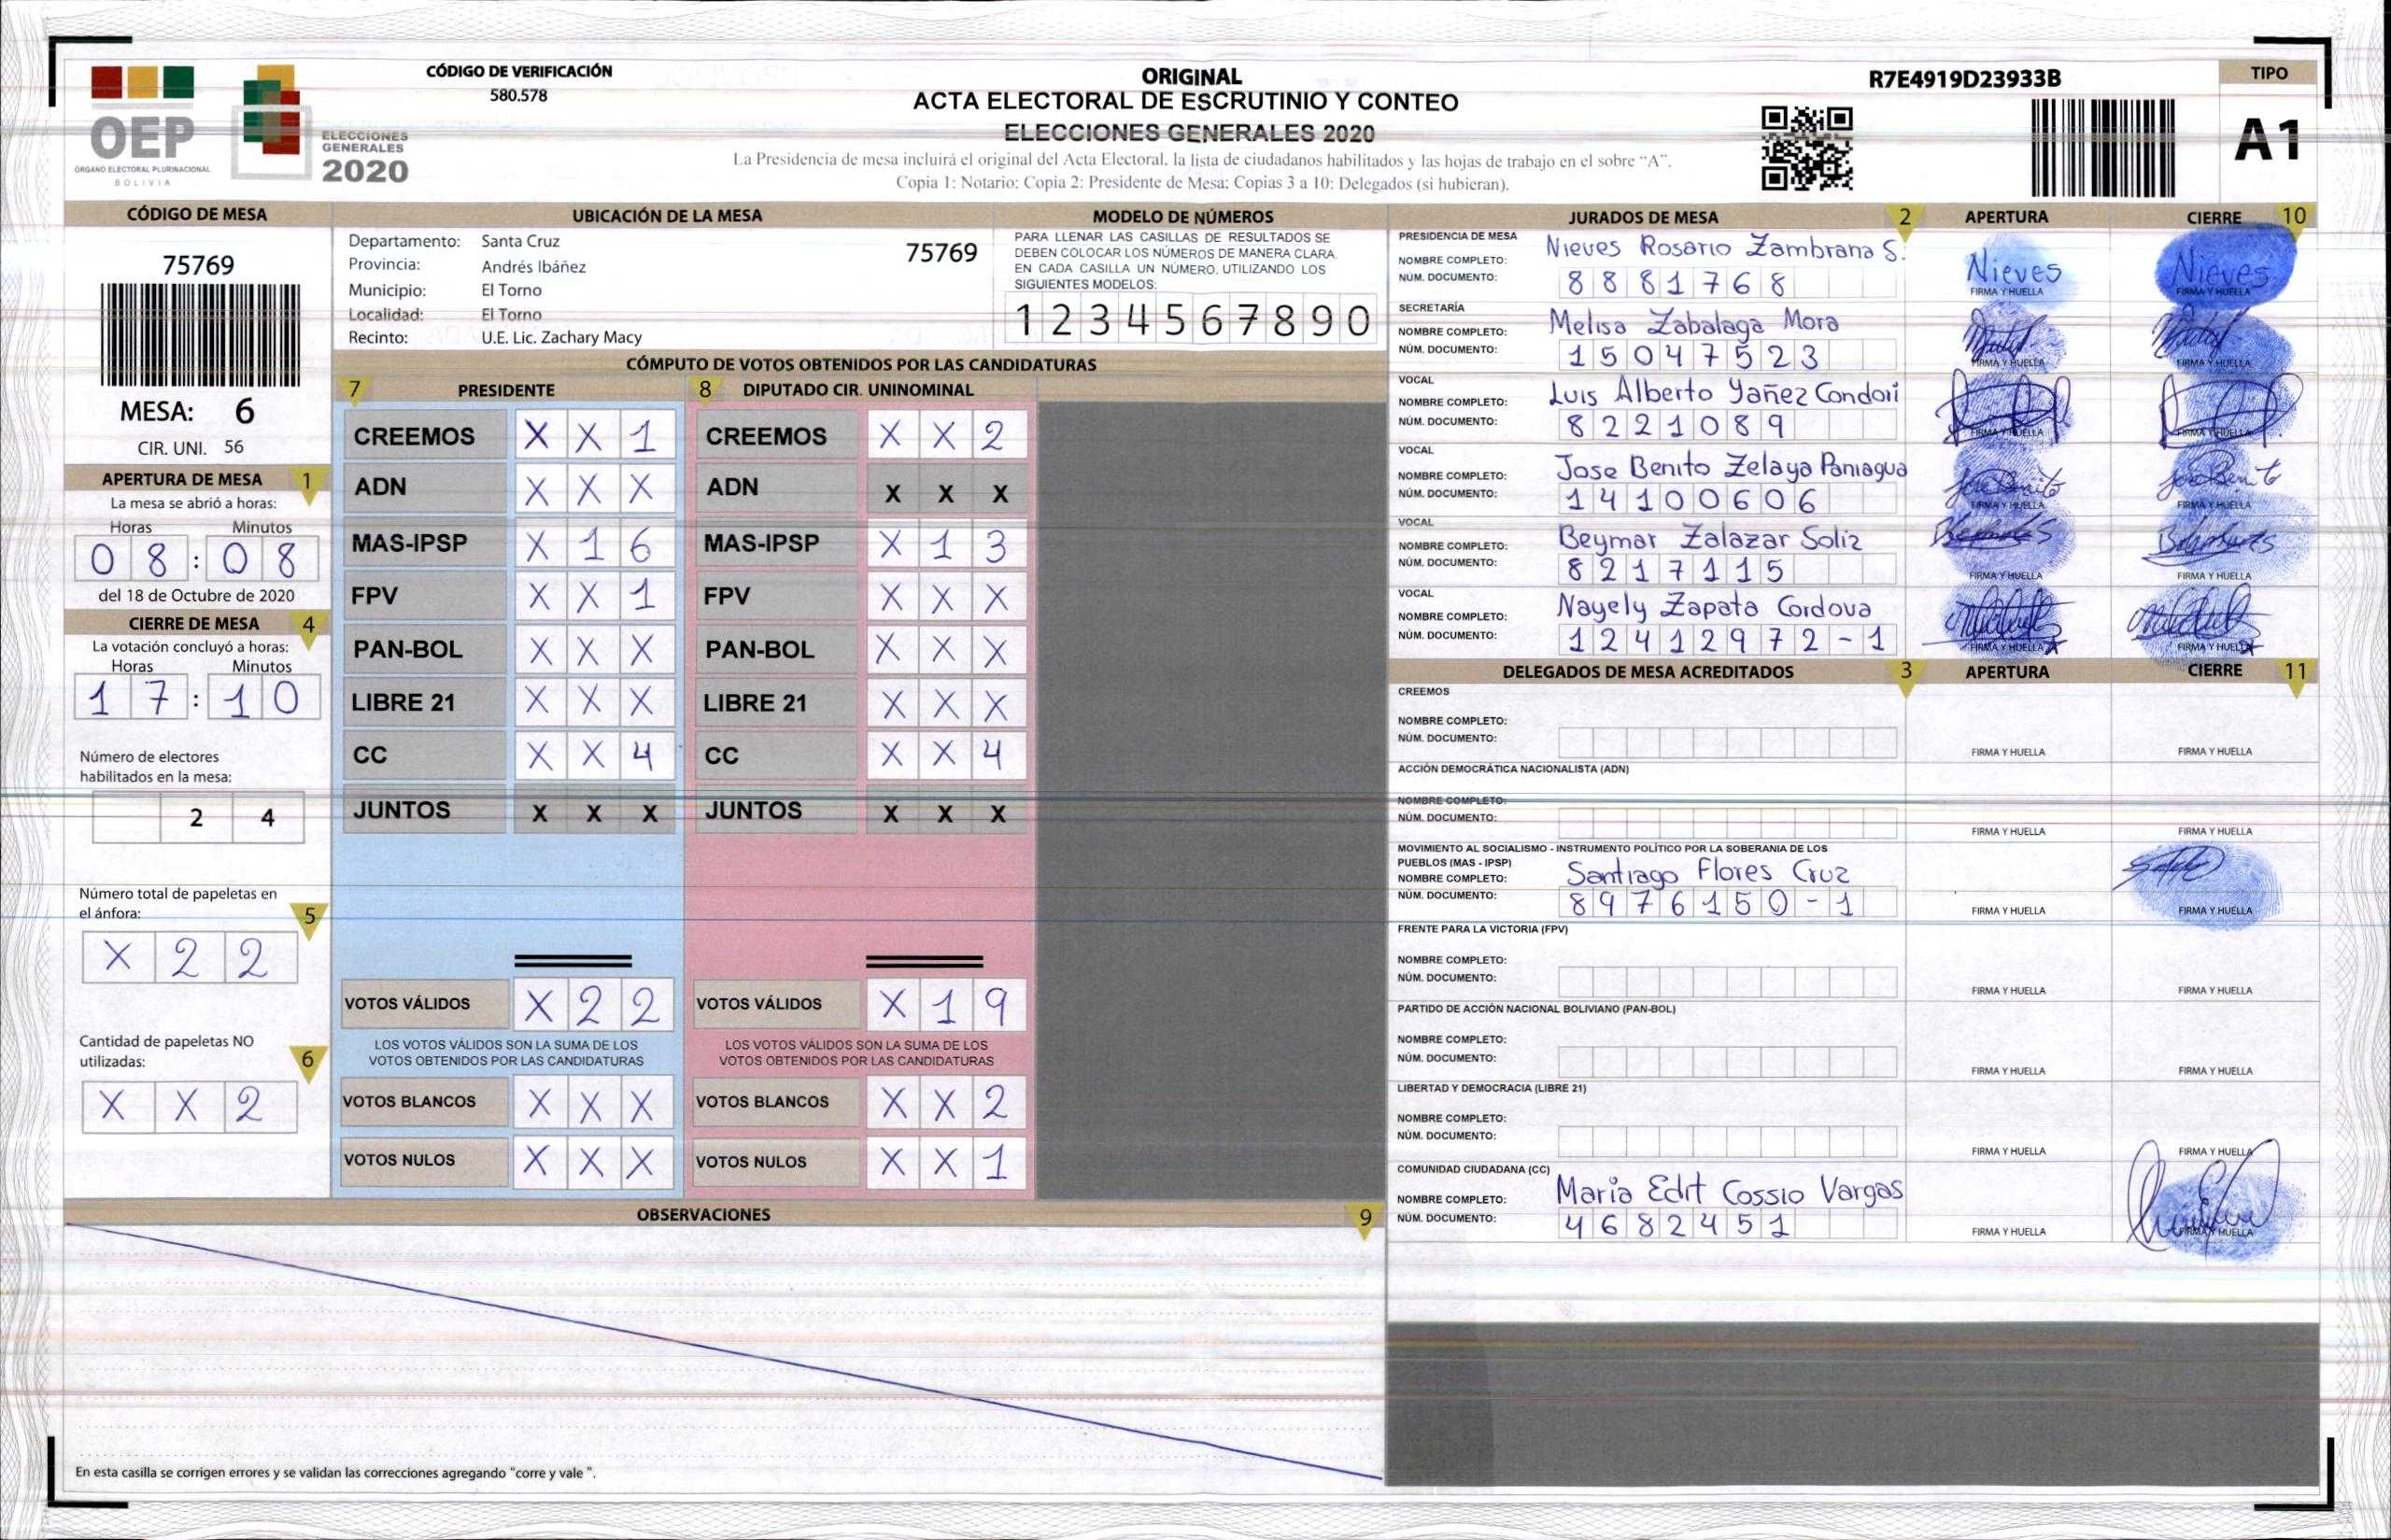 OEP
ÓRGANO ELECTORAL PLURINACIONAL
BOLIVIA
ELECCIONES
GENERALES
2020
CÓDIGO DE VERIFICACIÓN
580.578
ORIGINAL
ACTA ELECTORAL DE ESCRUTINIO Y CONTEO
ELECCIONES GENERALES 2020
La Presidencia de mesa incluirá el original del Acta Electoral, la lista de ciudadanos habilitados y las hojas de trabajo en el sobre “A”.
Copia 1: Notario; Copia 2: Presidente de Mesa; Copias 3 a 10: Delegados (si hubieran).
R7E4919D23933B
TIPO
A1
CÓDIGO DE MESA
75769
MESA: 6
CIR. UNI. 56
APERTURA DE MESA 1
La mesa se abrió a horas:
Horas Minutos
0 8 : 0 8
del 18 de Octubre de 2020
CIERRE DE MESA 4
La votación concluyó a horas:
Horas Minutos
1 7 : 1 0
Número de electores
habilitados en la mesa:
2 4
Número total de papeletas en
el ánfora: 5
X 2 2
Cantidad de papeletas NO
utilizadas: 6
X X 2
UBICACIÓN DE LA MESA
Departamento: Santa Cruz 75769
Provincia: Andrés Ibáñez
Municipio: El Torno
Localidad: El Torno
Recinto: U.E. Lic. Zachary Macy
MODELO DE NÚMEROS
PARA LLENAR LAS CASILLAS DE RESULTADOS SE
DEBEN COLOCAR LOS NÚMEROS DE MANERA CLARA.
EN CADA CASILLA UN NÚMERO, UTILIZANDO LOS
SIGUIENTES MODELOS:
1 2 3 4 5 6 7 8 9 0
CÓMPUTO DE VOTOS OBTENIDOS POR LAS CANDIDATURAS
7 PRESIDENTE 8 DIPUTADO CIR. UNINOMINAL
CREEMOS X X 1 CREEMOS X X 2
ADN X X X ADN X X X
MAS-IPSP X 1 6 MAS-IPSP X 1 3
FPV X X 1 FPV X X X
PAN-BOL X X X PAN-BOL X X X
LIBRE 21 X X X LIBRE 21 X X X
CC X X 4 CC X X 4
JUNTOS X X X JUNTOS X X X
VOTOS VÁLIDOS X 2 2 VOTOS VÁLIDOS X 1 9
LOS VOTOS VÁLIDOS SON LA SUMA DE LOS LOS VOTOS VÁLIDOS SON LA SUMA DE LOS
VOTOS OBTENIDOS POR LAS CANDIDATURAS VOTOS OBTENIDOS POR LAS CANDIDATURAS
VOTOS BLANCOS X X X VOTOS BLANCOS X X 2
VOTOS NULOS X X X VOTOS NULOS X X 1
OBSERVACIONES 9
En esta casilla se corrigen errores y se validan las correcciones agregando “corre y vale ”.
JURADOS DE MESA 2 APERTURA CIERRE 10
PRESIDENCIA DE MESA
NOMBRE COMPLETO: Nieves Rosario Zambrana S. Nieves Nieves
NÚM. DOCUMENTO: 8 8 8 1 7 6 8 FIRMA Y HUELLA FIRMA Y HUELLA
SECRETARÍA
NOMBRE COMPLETO: Melisa Zabalaga Mora
NÚM. DOCUMENTO: 1 5 0 4 7 5 2 3 FIRMA Y HUELLA FIRMA Y HUELLA
VOCAL
NOMBRE COMPLETO: Luis Alberto Yañez Condori
NÚM. DOCUMENTO: 8 2 2 1 0 8 9 FIRMA Y HUELLA FIRMA Y HUELLA
VOCAL
NOMBRE COMPLETO: Jose Benito Zelaya Paniagua Jose Benito Jose Benito
NÚM. DOCUMENTO: 1 4 1 0 0 6 0 6 FIRMA Y HUELLA FIRMA Y HUELLA
VOCAL
NOMBRE COMPLETO: Beymar Zalazar Soliz
NÚM. DOCUMENTO: 8 2 1 7 1 1 5 FIRMA Y HUELLA FIRMA Y HUELLA
VOCAL
NOMBRE COMPLETO: Nayely Zapata Cordova
NÚM. DOCUMENTO: 1 2 4 1 2 9 7 2 - 1 FIRMA Y HUELLA FIRMA Y HUELLA
DELEGADOS DE MESA ACREDITADOS 3 APERTURA CIERRE 11
CREEMOS
NOMBRE COMPLETO:
NÚM. DOCUMENTO: FIRMA Y HUELLA FIRMA Y HUELLA
ACCIÓN DEMOCRÁTICA NACIONALISTA (ADN)
NOMBRE COMPLETO:
NÚM. DOCUMENTO: FIRMA Y HUELLA FIRMA Y HUELLA
MOVIMIENTO AL SOCIALISMO - INSTRUMENTO POLÍTICO POR LA SOBERANIA DE LOS
PUEBLOS (MAS - IPSP)
NOMBRE COMPLETO: Santiago Flores Cruz
NÚM. DOCUMENTO: 8 9 7 6 1 5 0 - 1 FIRMA Y HUELLA FIRMA Y HUELLA
FRENTE PARA LA VICTORIA (FPV)
NOMBRE COMPLETO:
NÚM. DOCUMENTO: FIRMA Y HUELLA FIRMA Y HUELLA
PARTIDO DE ACCIÓN NACIONAL BOLIVIANO (PAN-BOL)
NOMBRE COMPLETO:
NÚM. DOCUMENTO: FIRMA Y HUELLA FIRMA Y HUELLA
LIBERTAD Y DEMOCRACIA (LIBRE 21)
NOMBRE COMPLETO:
NÚM. DOCUMENTO: FIRMA Y HUELLA FIRMA Y HUELLA
COMUNIDAD CIUDADANA (CC)
NOMBRE COMPLETO: Maria Edit Cossio Vargas
NÚM. DOCUMENTO: 4 6 8 2 4 5 1 FIRMA Y HUELLA FIRMA Y HUELLA